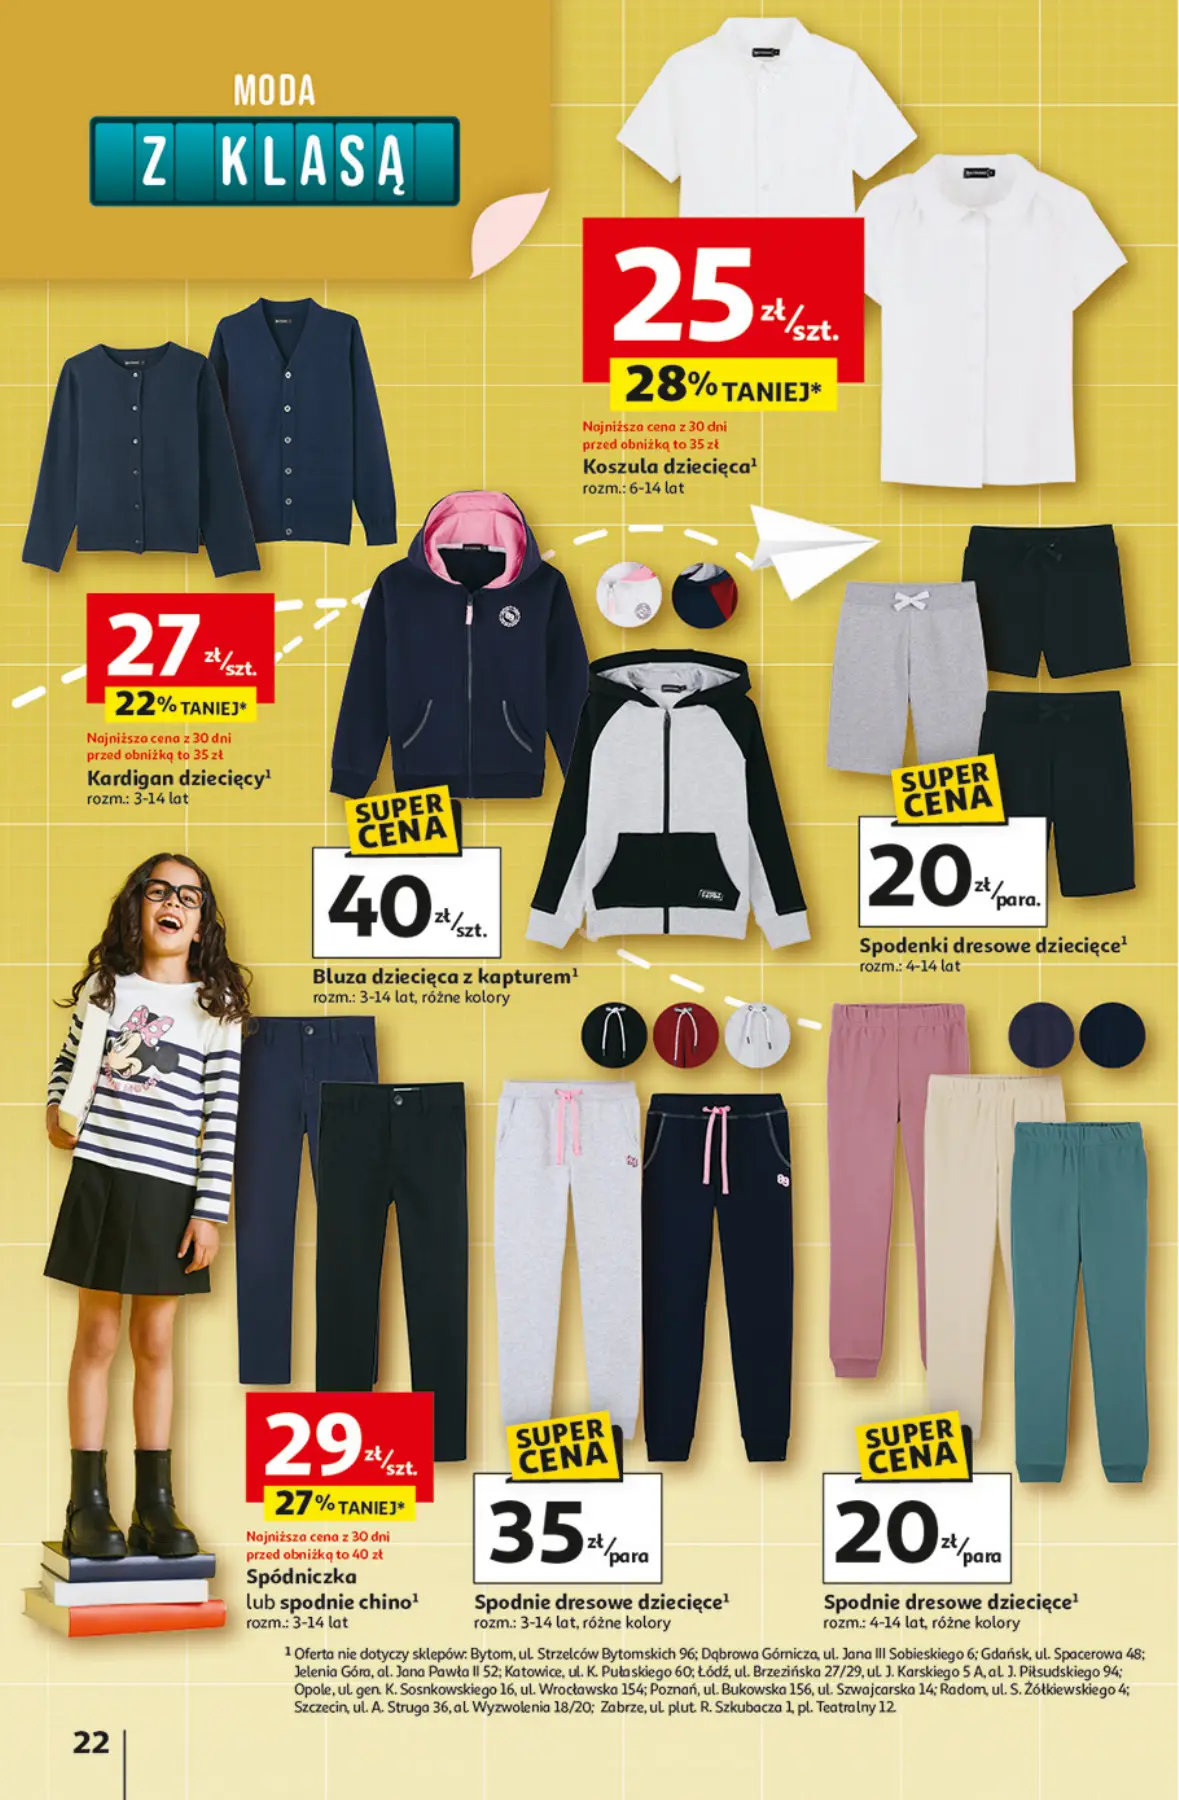 MODA
Z KLASĄ
25 zł/szt.
28% TANIEJ*
Najniższa cena z 30 dni
przed obniżką to 35 zł
Koszula dziecięca¹
rozm.: 6-14 lat
27 zł/szt.
22% TANIEJ*
Najniższa cena z 30 dni
przed obniżką to 35 zł
Kardigan dziecięcy¹
rozm.: 3-14 lat
SUPER
CENA
40 zł/szt.
Bluza dziecięca z kapturem¹
rozm.: 3-14 lat, różne kolory
SUPER
CENA
20 zł/para.
Spodenki dresowe dziecięce¹
rozm.: 4-14 lat
29 zł/szt.
27% TANIEJ*
Najniższa cena z 30 dni
przed obniżką to 40 zł
Spódniczka
lub spodnie chino¹
rozm.: 3-14 lat
SUPER
CENA
35 zł/para
Spodnie dresowe dziecięce¹
rozm.: 3-14 lat, różne kolory
SUPER
CENA
20 zł/para
Spodnie dresowe dziecięce¹
rozm.: 4-14 lat, różne kolory
¹ Oferta nie dotyczy sklepów: Bytom, ul. Strzelców Bytomskich 96; Dąbrowa Górnicza, ul. Jana III Sobieskiego 6; Gdańsk, ul. Spacerowa 48;
Jelenia Góra, al. Jana Pawła II 52; Katowice, ul. K. Pułaskiego 60; Łódź, ul. Brzezińska 27/29, ul. J. Karskiego 5 A, al. J. Piłsudskiego 94;
Opole, ul. gen. K. Sosnkowskiego 16, ul. Wrocławska 154; Poznań, ul. Bukowska 156, ul. Szwajcarska 14; Radom, ul. S. Żółkiewskiego 4;
Szczecin, ul. A. Struga 36, al. Wyzwolenia 18/20; Zabrze, ul. plut. R. Szkubacza 1, pl. Teatralny 12.
22